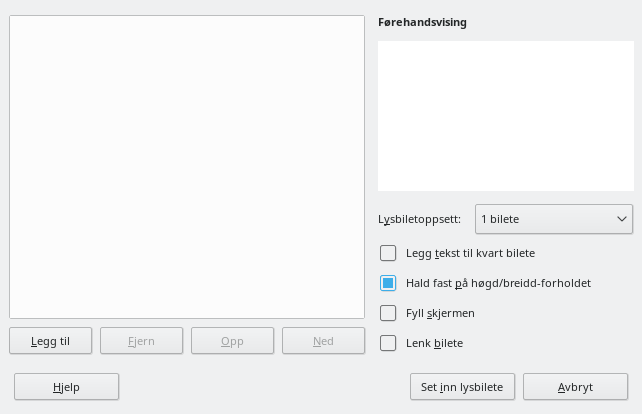 Førehandsvising
Lysbiletoppsett: 1 bilete
Legg tekst til kvart bilete
Hald fast på høgd/breidd-forholdet
Fyll skjermen
Lenk bilete
Legg til Fjern Opp Ned
Hjelp Set inn lysbilete Avbryt